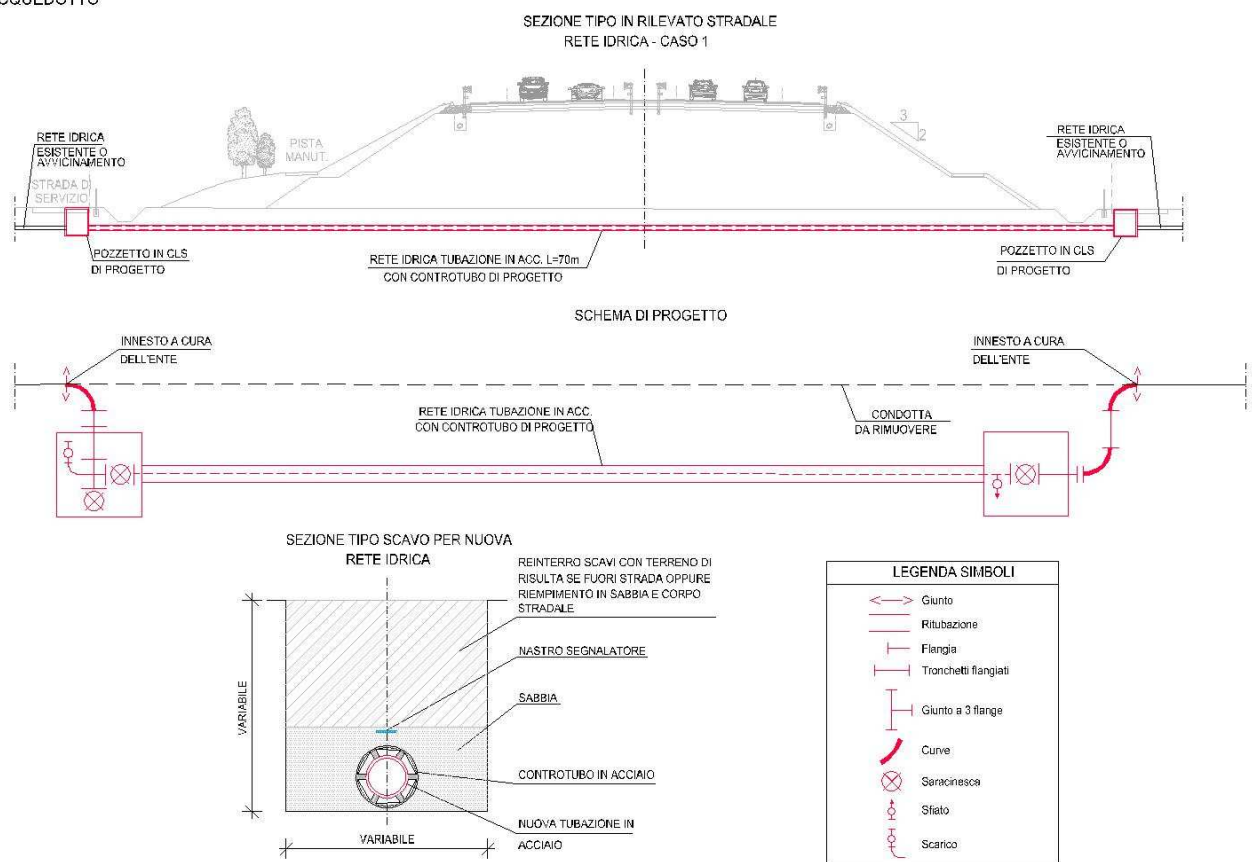 SEZIONE TIPO IN RILEVATO STRADALE
RETE IDRICA - CASO 1
RETE IDRICA
ESISTENTE O
AVVICINAMENTO
STRADA DI
SERVIZIO
PISTA
MANUT.
3
2
RETE IDRICA
ESISTENTE O
AVVICINAMENTO
POZZETTO IN CLS
DI PROGETTO
RETE IDRICA TUBAZIONE IN ACC. L=70m
CON CONTROTUBO DI PROGETTO
POZZETTO IN CLS
DI PROGETTO
SCHEMA DI PROGETTO
INNESTO A CURA
DELL'ENTE
INNESTO A CURA
DELL'ENTE
RETE IDRICA TUBAZIONE IN ACC.
CON CONTROTUBO DI PROGETTO
CONDOTTA
DA RIMUOVERE
SEZIONE TIPO SCAVO PER NUOVA
RETE IDRICA
REINTERRO SCAVI CON TERRENO DI
RISULTA SE FUORI STRADA OPPURE
RIEMPIMENTO IN SABBIA E CORPO
STRADALE
NASTRO SEGNALATORE
SABBIA
CONTROTUBO IN ACCIAIO
NUOVA TUBAZIONE IN
ACCIAIO
VARIABILE
VARIABILE
LEGENDA SIMBOLI
Giunto
Ritubazione
Flangia
Tronchetti flangiati
Giunto a 3 flange
Curve
Saracinesca
Sfiato
Scarico